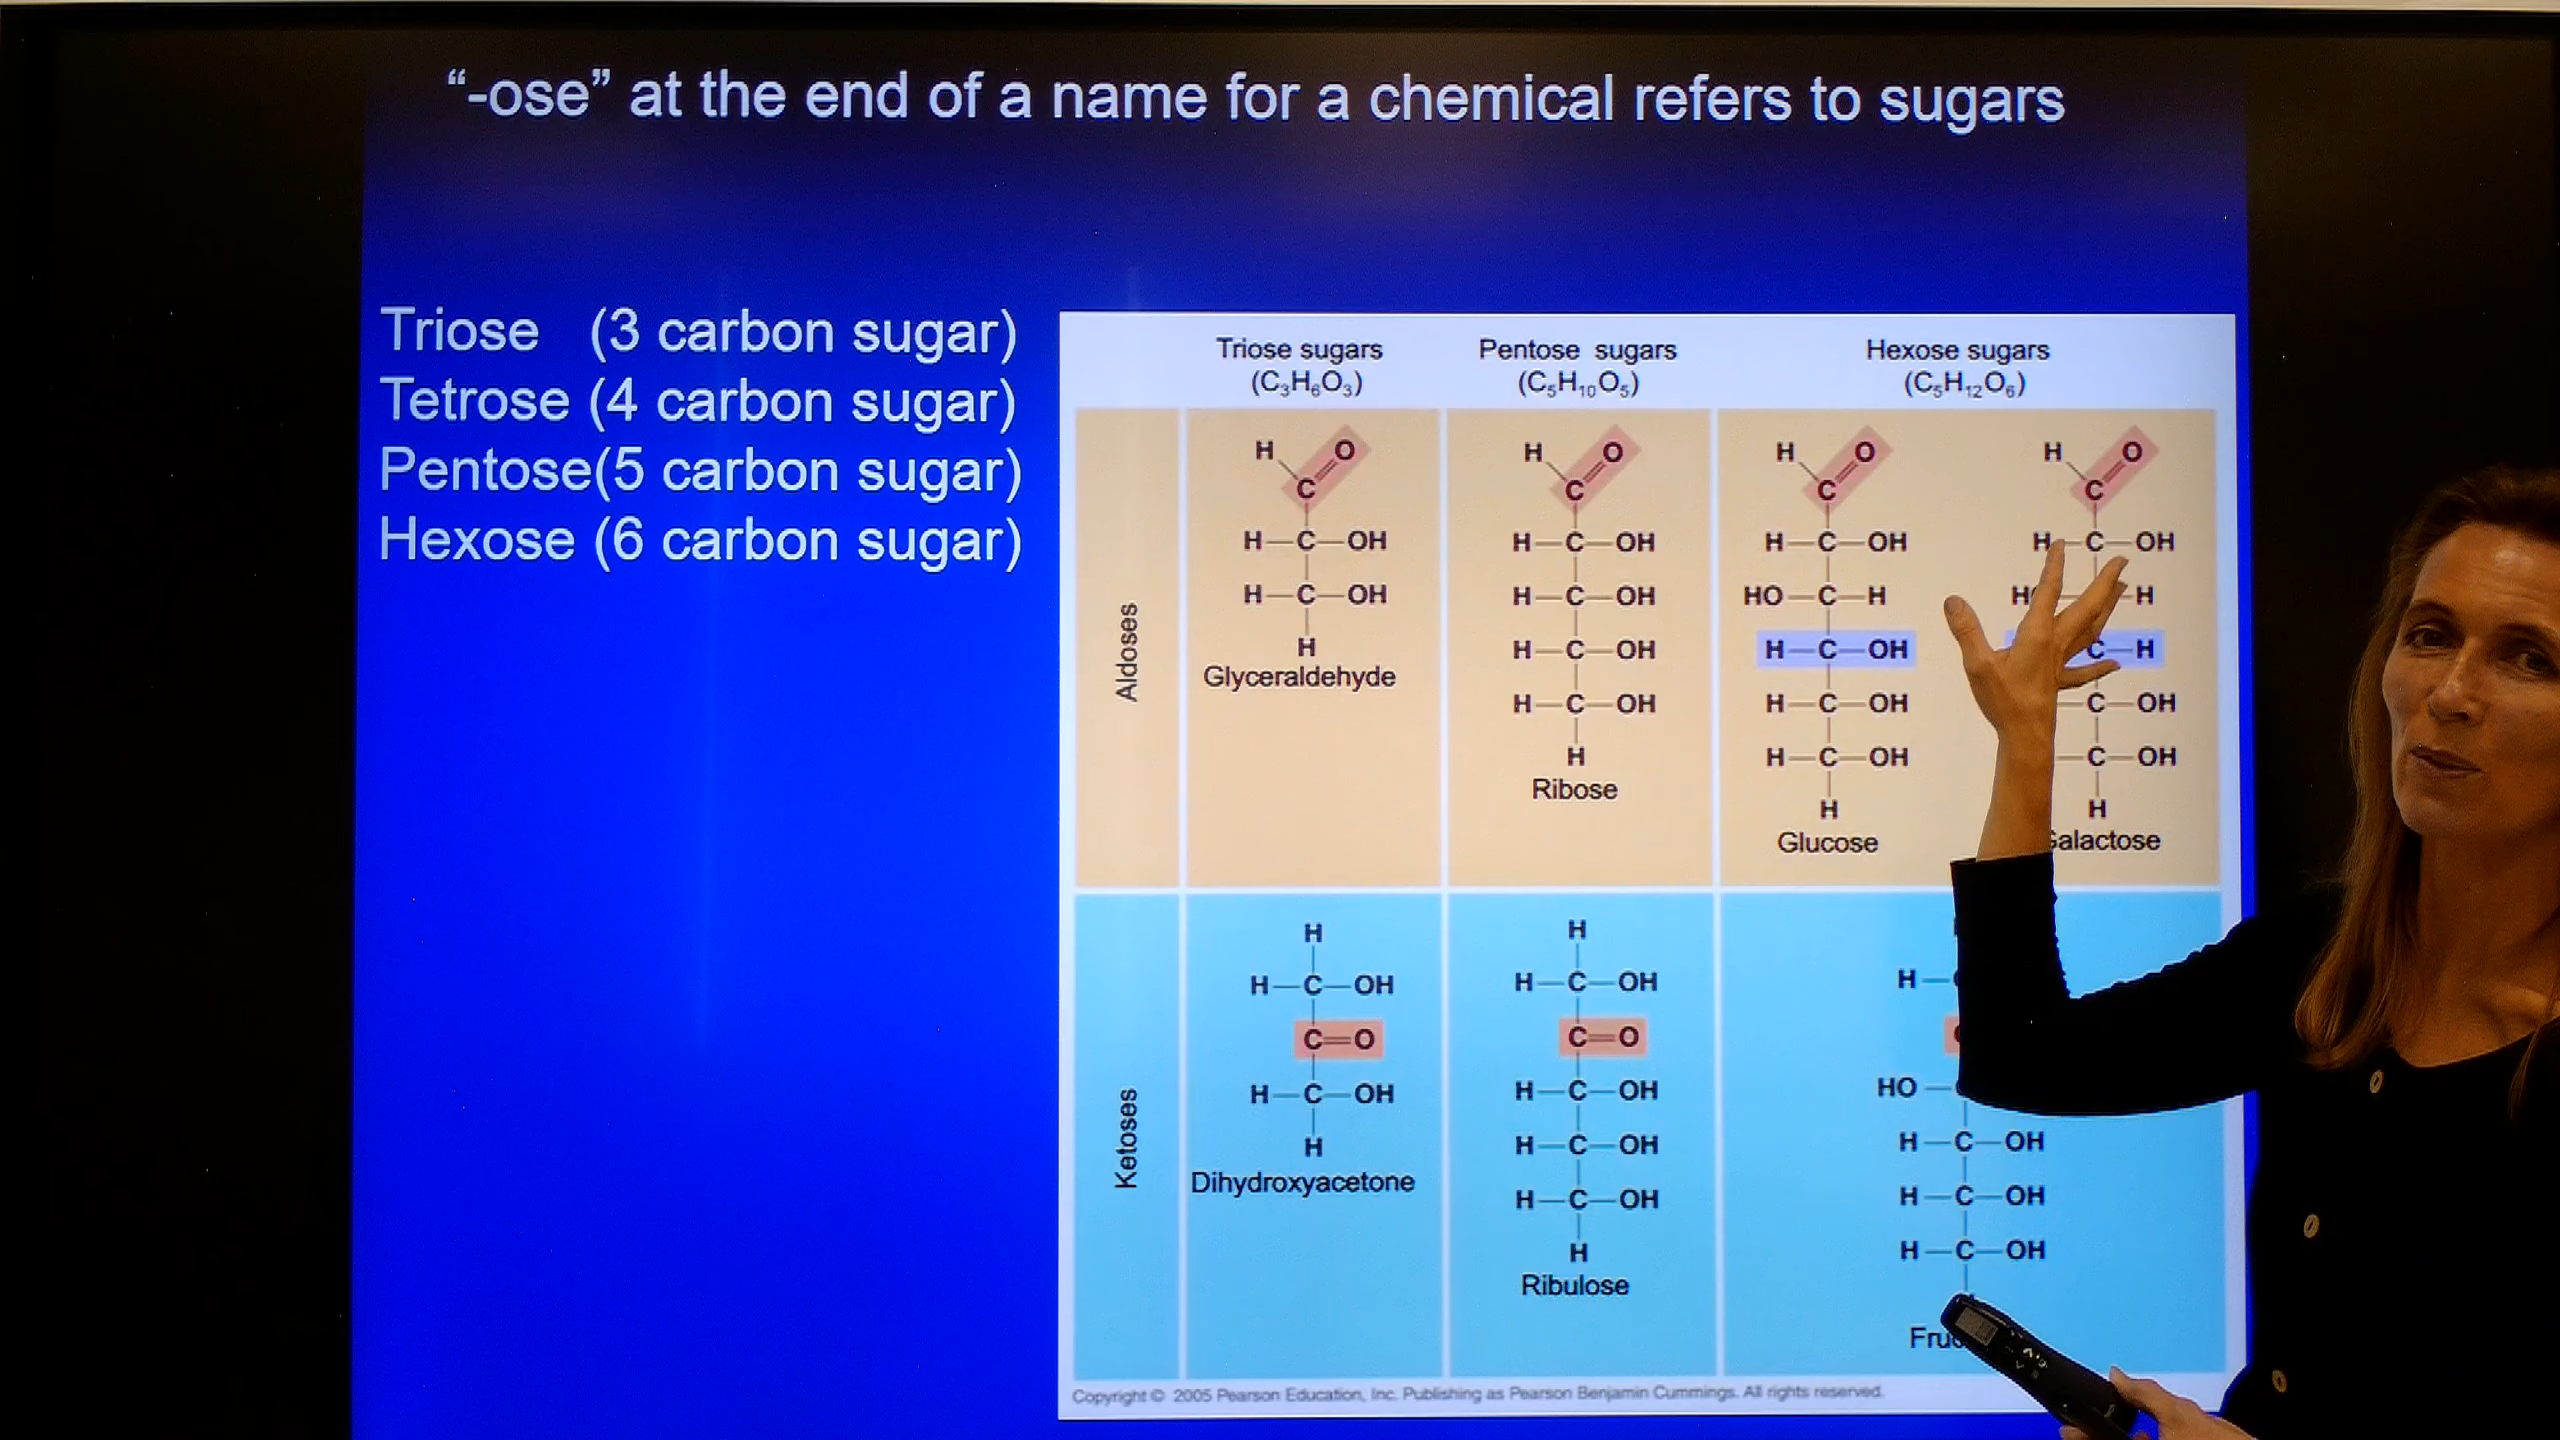 “-ose” at the end of a name for a chemical refers to sugars
Triose (3 carbon sugar)
Tetrose (4 carbon sugar)
Pentose(5 carbon sugar)
Hexose (6 carbon sugar)
Triose sugars
(C₃H₆O₃)
Pentose sugars
(C₅H₁₀O₅)
Hexose sugars
(C₅H₁₂O₆)
Aldoses
H O
C
H—C—OH
H—C—OH
H
Glyceraldehyde
H O
C
H—C—OH
H—C—OH
H—C—OH
H—C—OH
H
Ribose
H O
C
H—C—OH
HO—C—H
H—C—OH
H—C—OH
H—C—OH
H
Glucose
H O
C
H—C—OH
H
C—H
C—OH
C—OH
H
Galactose
Ketoses
H
H—C—OH
C=O
H—C—OH
H
Dihydroxyacetone
H
H—C—OH
C=O
H—C—OH
H—C—OH
H—C—OH
H
Ribulose
H—
HO—
H—C—OH
H—C—OH
H—C—OH
Copyright © 2005 Pearson Education, Inc. Publishing as Pearson Benjamin Cummings. All rights reserved.